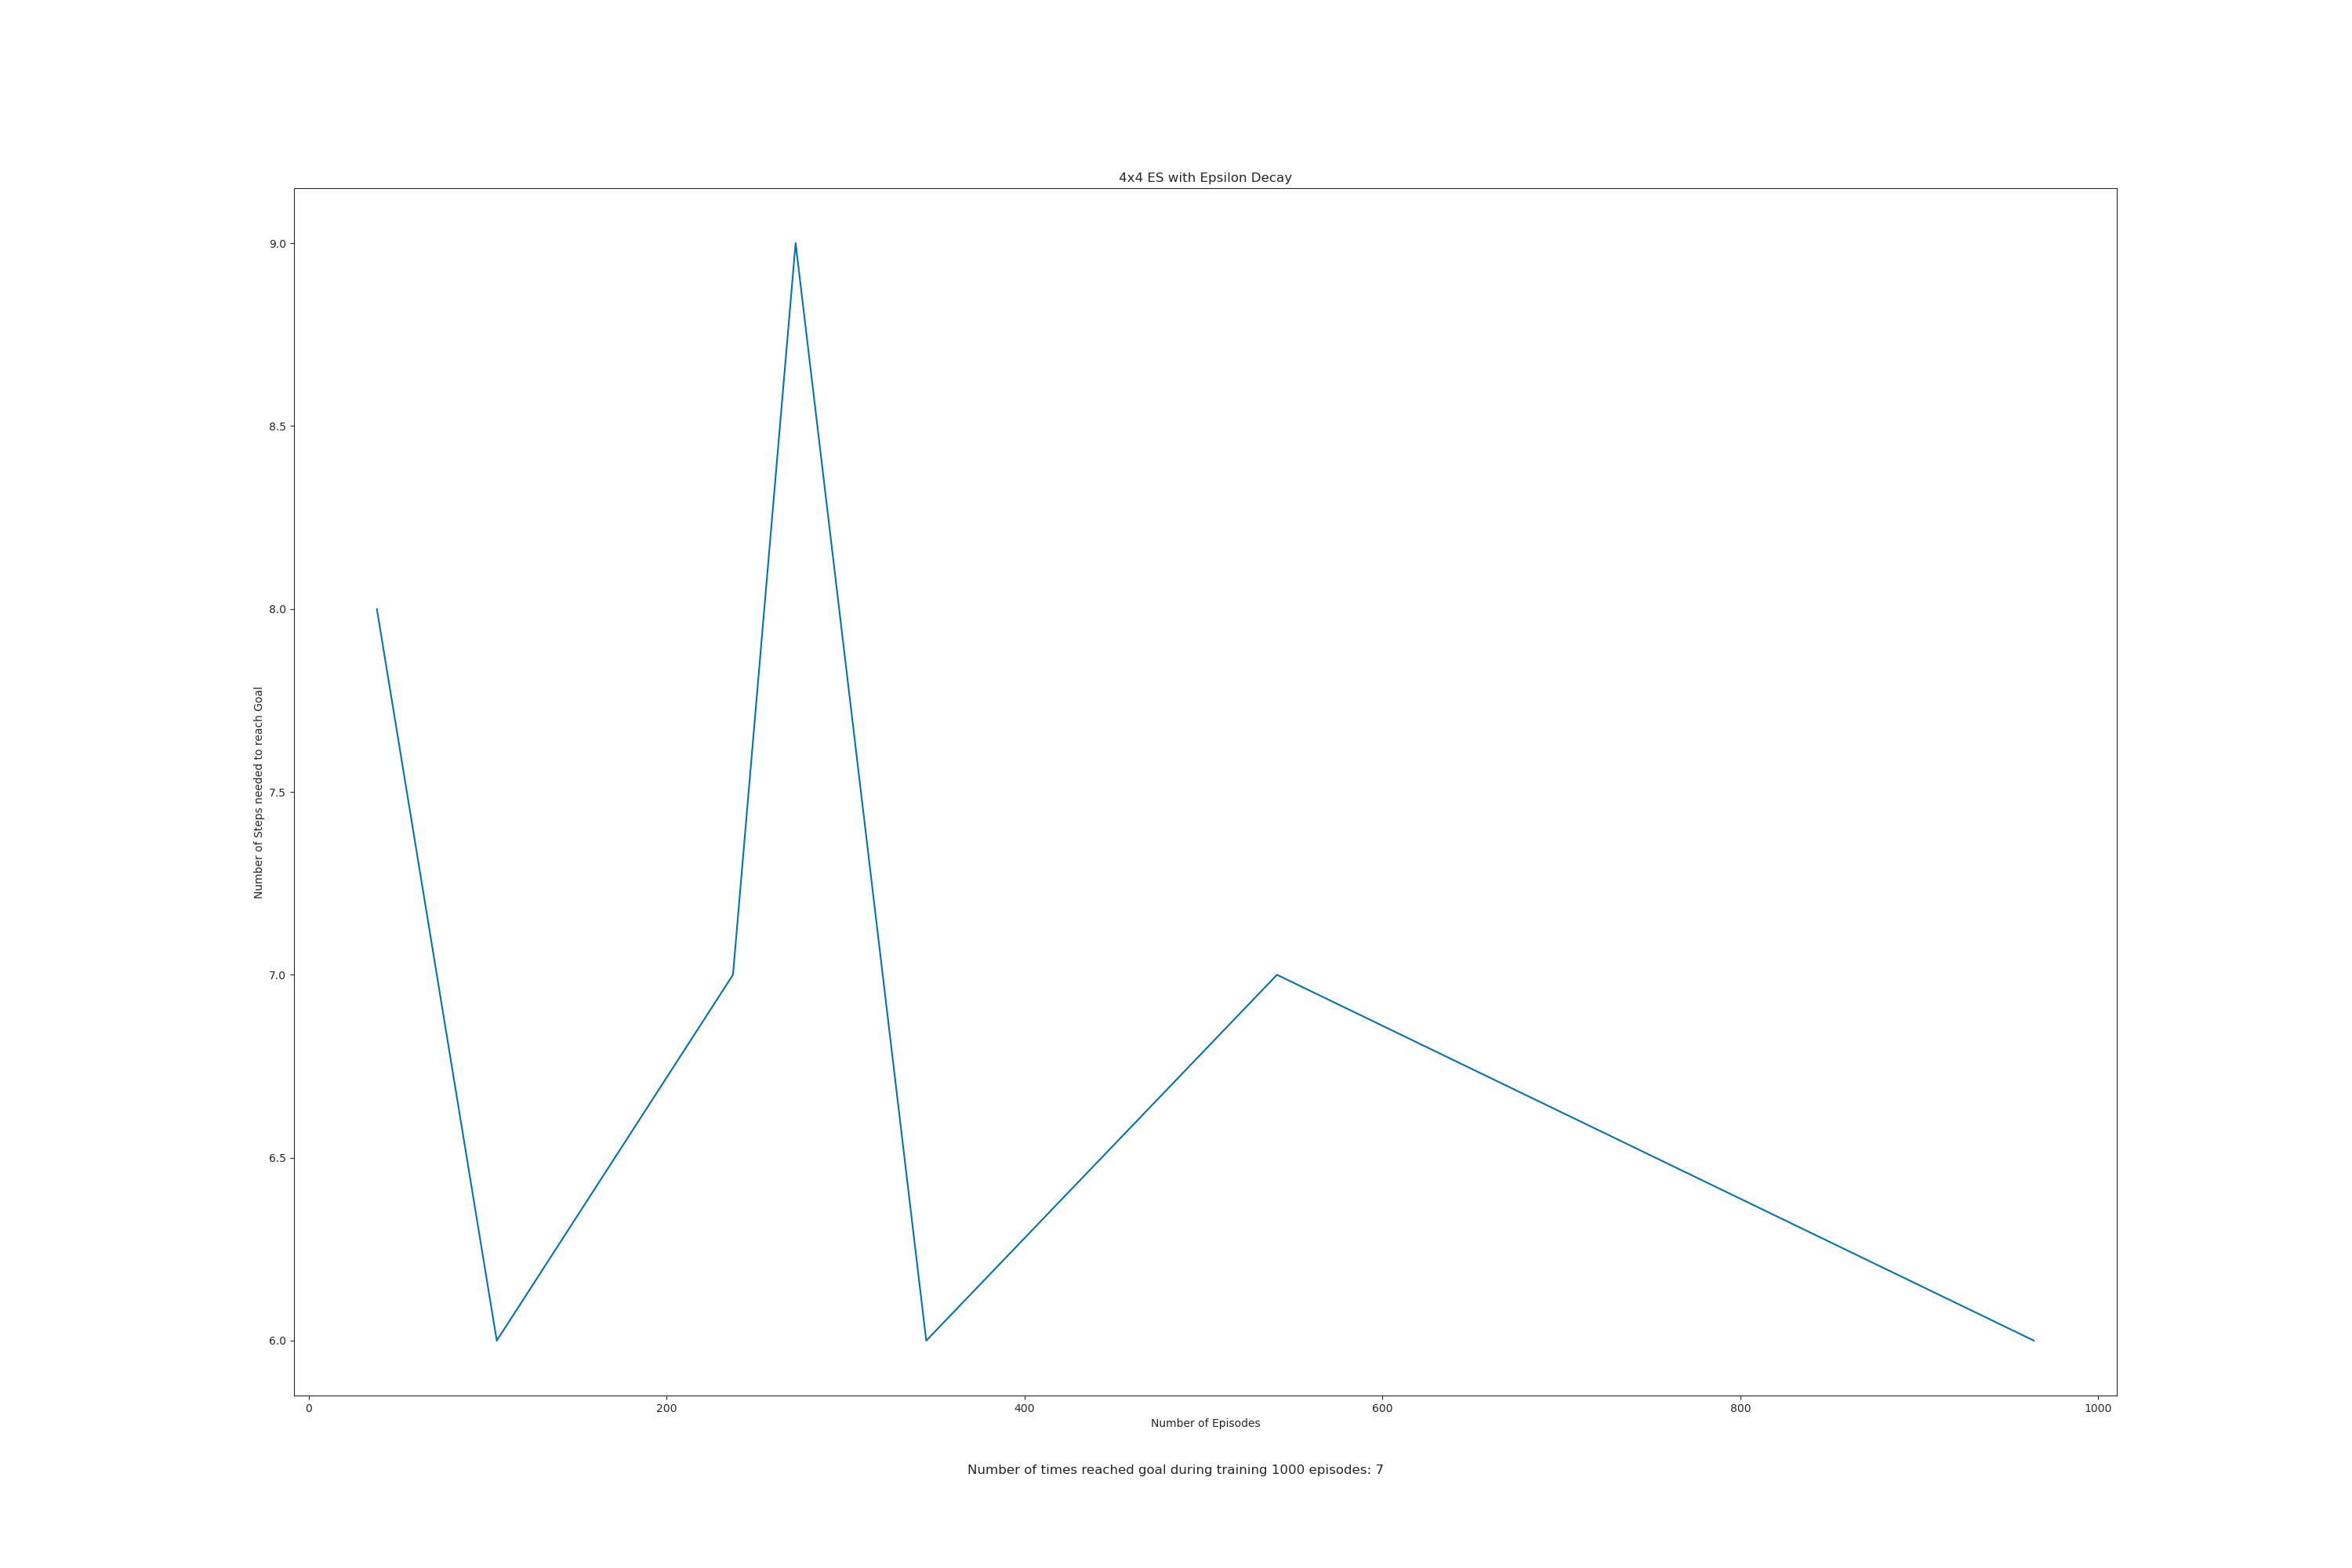 4x4 ES with Epsilon Decay
9.0
8.5
8.0
7.5
7.0
6.5
6.0
Number of Steps needed to reach Goal
0 200 400 600 800 1000
Number of Episodes
Number of times reached goal during training 1000 episodes: 7